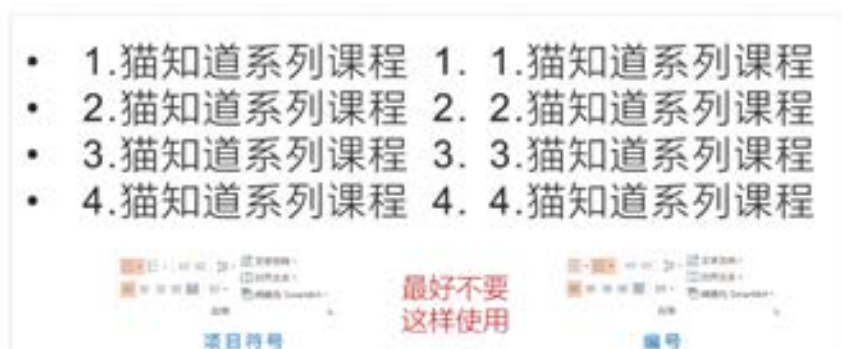 • 1.猫知道系列课程
• 2.猫知道系列课程
• 3.猫知道系列课程
• 4.猫知道系列课程
1. 1.猫知道系列课程
2. 2.猫知道系列课程
3. 3.猫知道系列课程
4. 4.猫知道系列课程
项目符号
最好不要
这样使用
编号